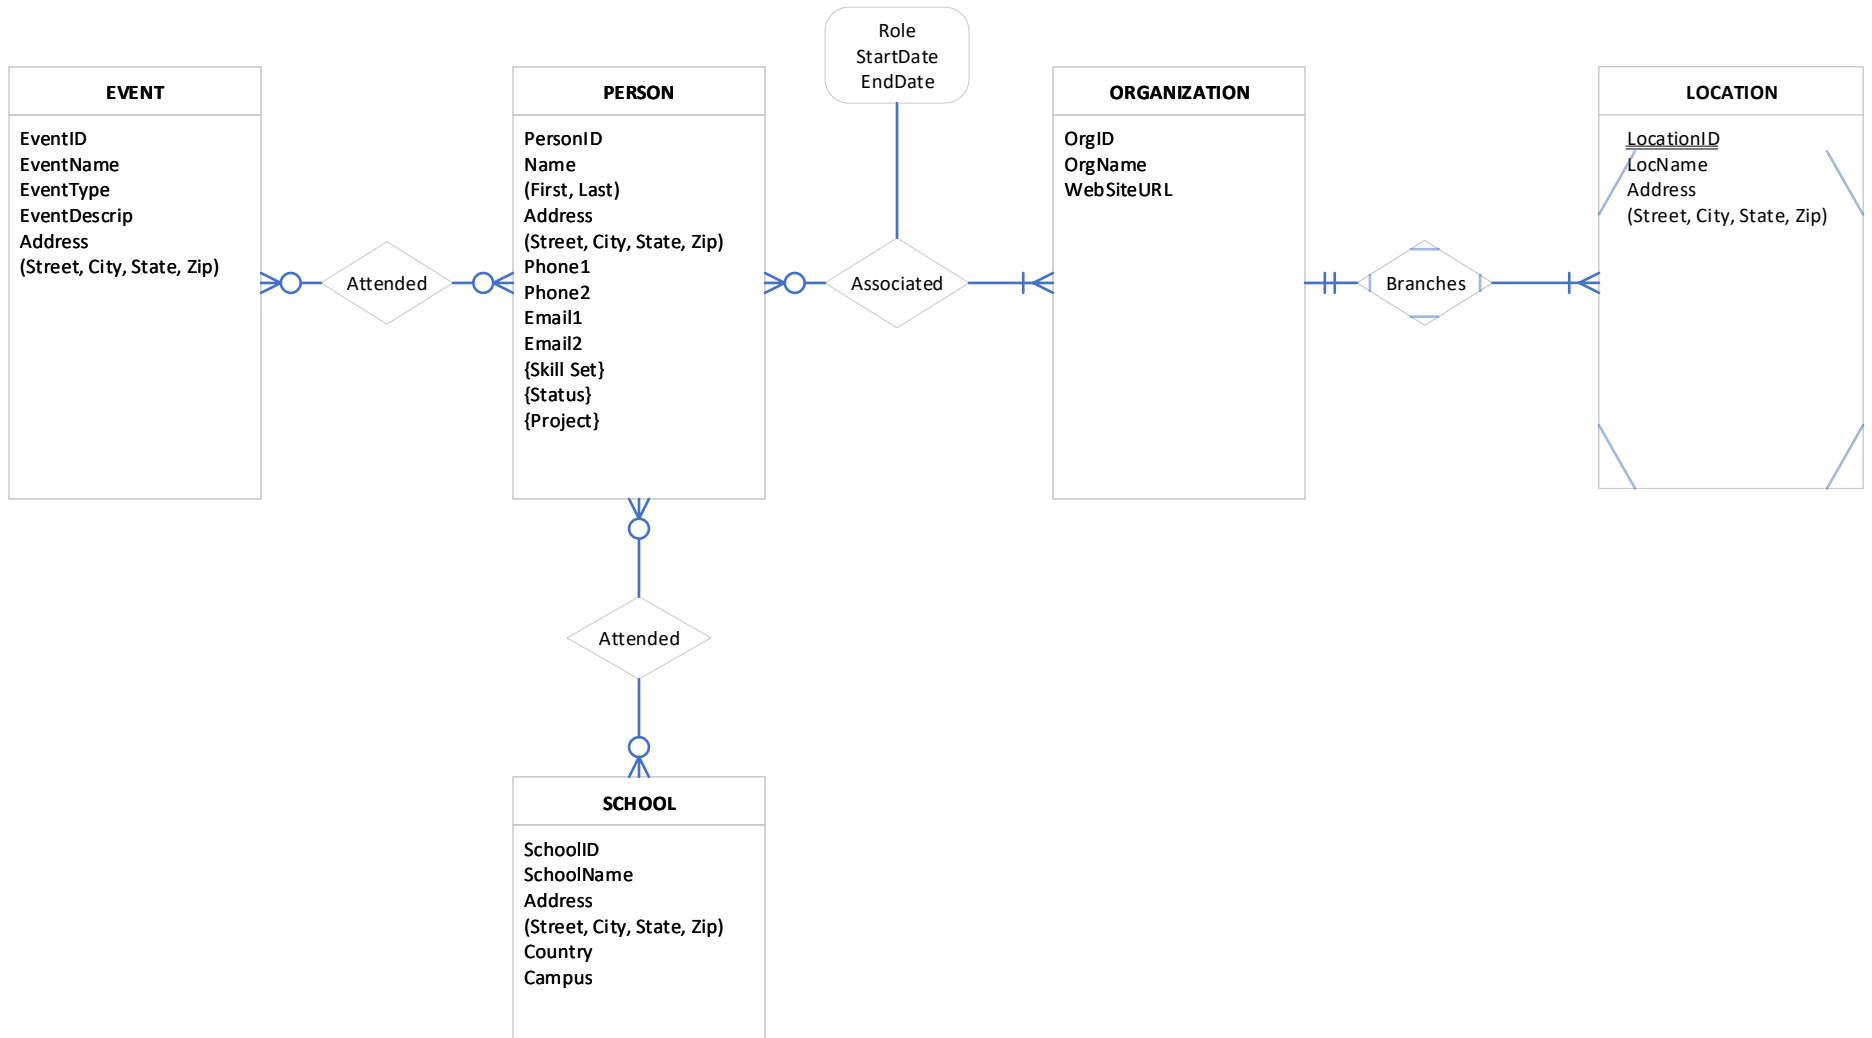 Role
StartDate
EndDate
EVENT
EventID
EventName
EventType
EventDescrip
Address
(Street, City, State, Zip)
Attended
PERSON
PersonID
Name
(First, Last)
Address
(Street, City, State, Zip)
Phone1
Phone2
Email1
Email2
{Skill Set}
{Status}
{Project}
Associated
ORGANIZATION
OrgID
OrgName
WebSiteURL
Branches
LOCATION
LocationID
LocName
Address
(Street, City, State, Zip)
Attended
SCHOOL
SchoolID
SchoolName
Address
(Street, City, State, Zip)
Country
Campus